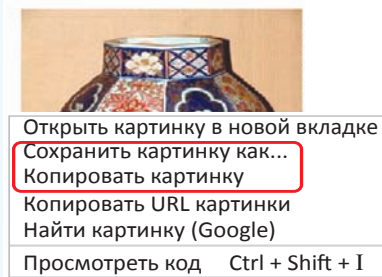 Открыть картинку в новой вкладке
Сохранить картинку как...
Копировать картинку
Копировать URL картинки
Найти картинку (Google)
Просмотреть код Ctrl + Shift + I